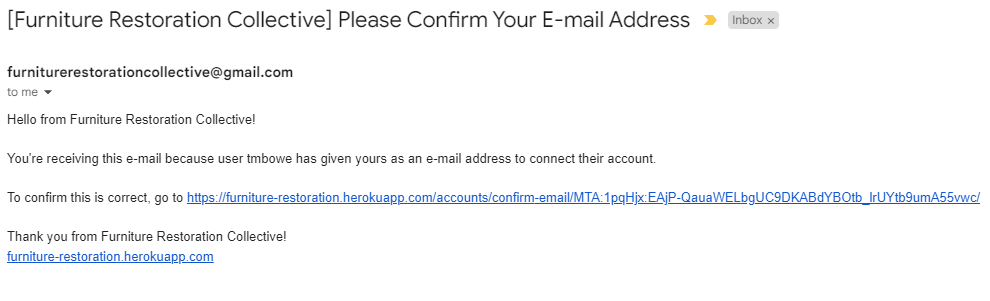 [Furniture Restoration Collective] Please Confirm Your E-mail Address Inbox ×
furniturerestorationcollective@gmail.com
to me
Hello from Furniture Restoration Collective!
You're receiving this e-mail because user tmbowe has given yours as an e-mail address to connect their account.
To confirm this is correct, go to https://furniture-restoration.herokuapp.com/accounts/confirm-email/MTA:1pqHjx:EAjP-QauaWELbgUC9DKABdYBOtb_IrUYtb9umA55vwc/
Thank you from Furniture Restoration Collective!
furniture-restoration.herokuapp.com